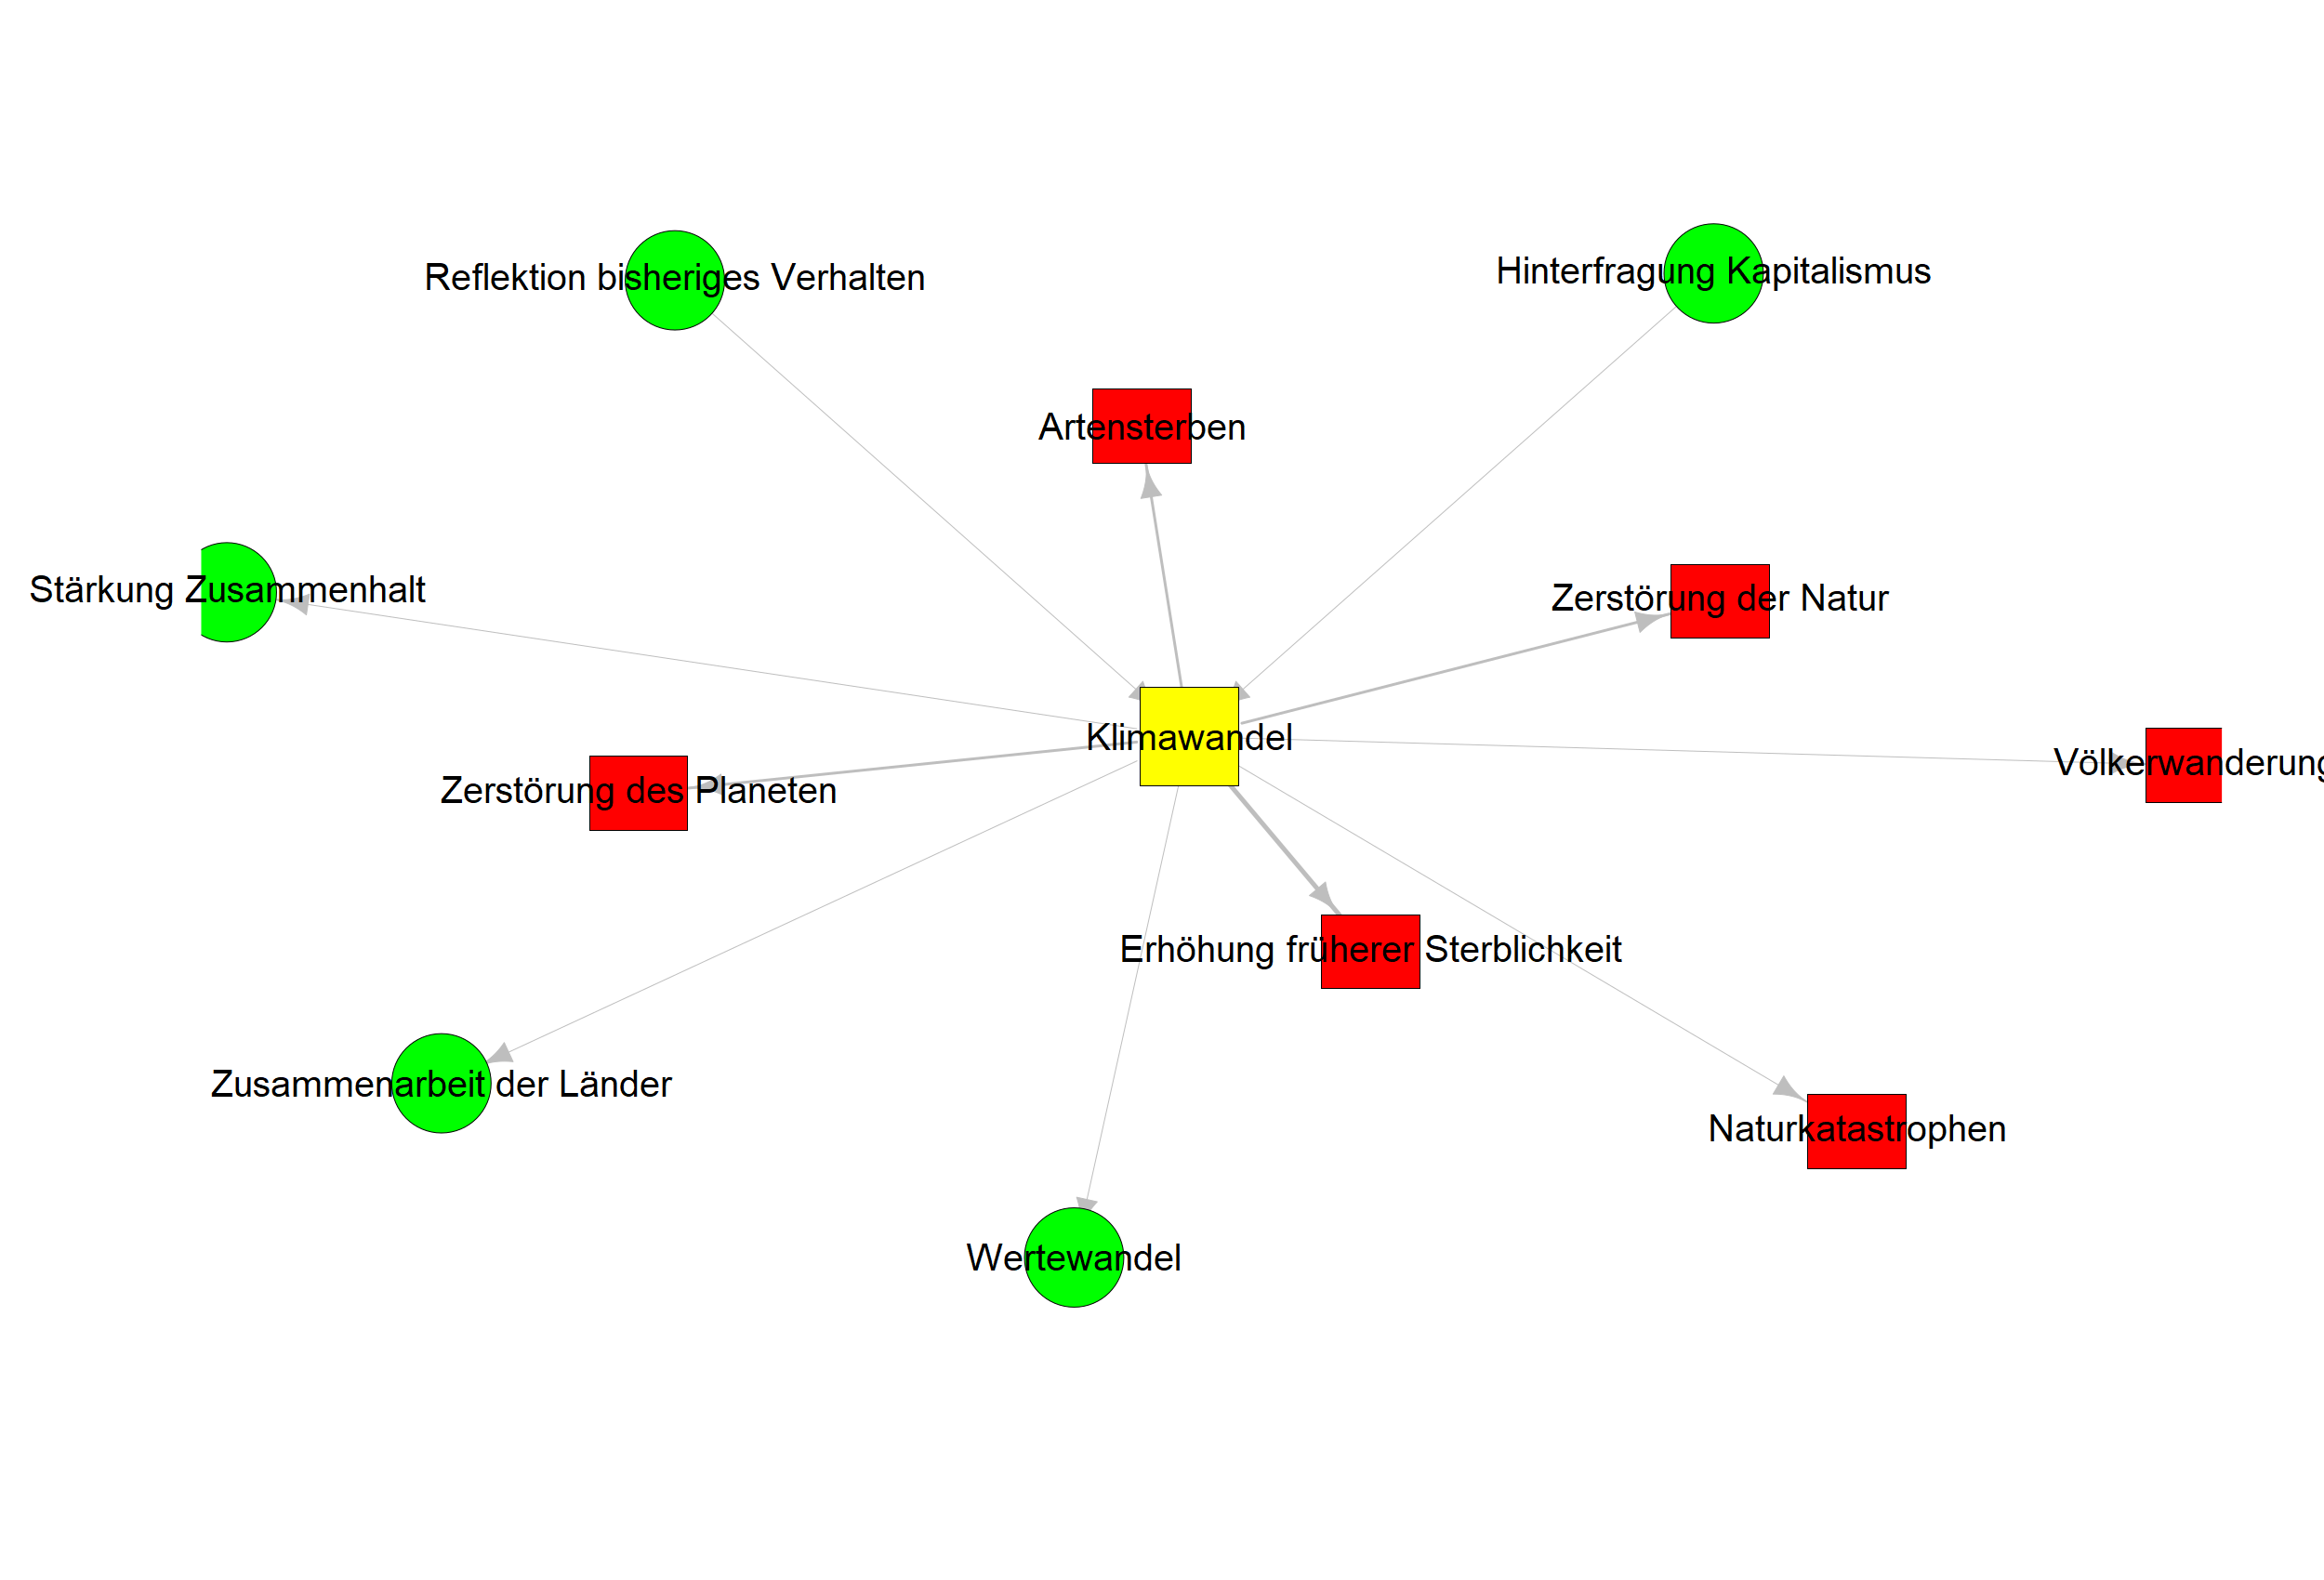 Hinterfragung Kapitalismus
Reflektion bisheriges Verhalten
Artensterben
Stärkung Zusammenhalt
Zerstörung der Natur
Klimawandel
Völkerwanderung
Zerstörung des Planeten
Erhöhung früherer Sterblichkeit
Zusammenarbeit der Länder
Naturkatastrophen
Wertewandel